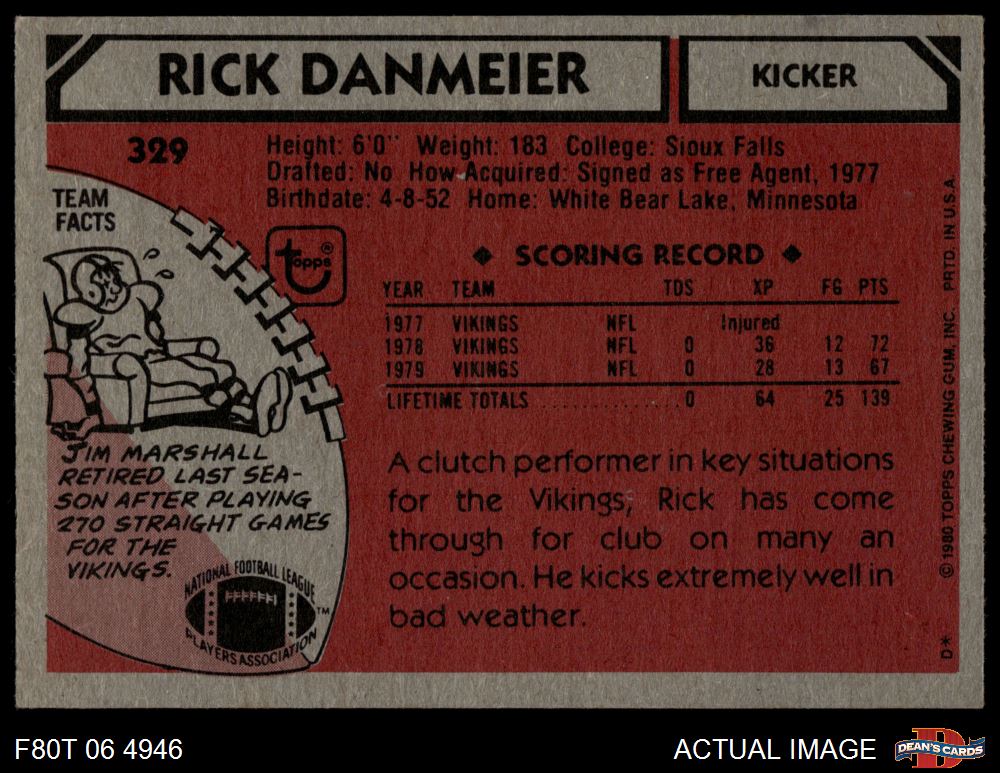 RICK DANMEIER
KICKER
329
Height: 6'0" Weight: 183 College: Sioux Falls
Drafted: No How Acquired: Signed as Free Agent, 1977
Birthdate: 4-8-52 Home: White Bear Lake, Minnesota
TEAM
FACTS
topps®
◆ SCORING RECORD ◆
YEAR TEAM TDS XP FG PTS
1977 VIKINGS NFL Injured
1978 VIKINGS NFL 0 36 12 72
1979 VIKINGS NFL 0 28 13 67
LIFETIME TOTALS ................ 0 64 25 139
JIM MARSHALL
RETIRED LAST SEA-
SON AFTER PLAYING
270 STRAIGHT GAMES
FOR THE
VIKINGS.
NATIONAL FOOTBALL LEAGUE
PLAYERS ASSOCIATION
TM
A clutch performer in key situations
for the Vikings, Rick has come
through for club on many an
occasion. He kicks extremely well in
bad weather.
D* © 1980 TOPPS CHEWING GUM, INC. PRTD. IN U.S.A.
F80T 06 4946
ACTUAL IMAGE
D
DEAN'S CARDS